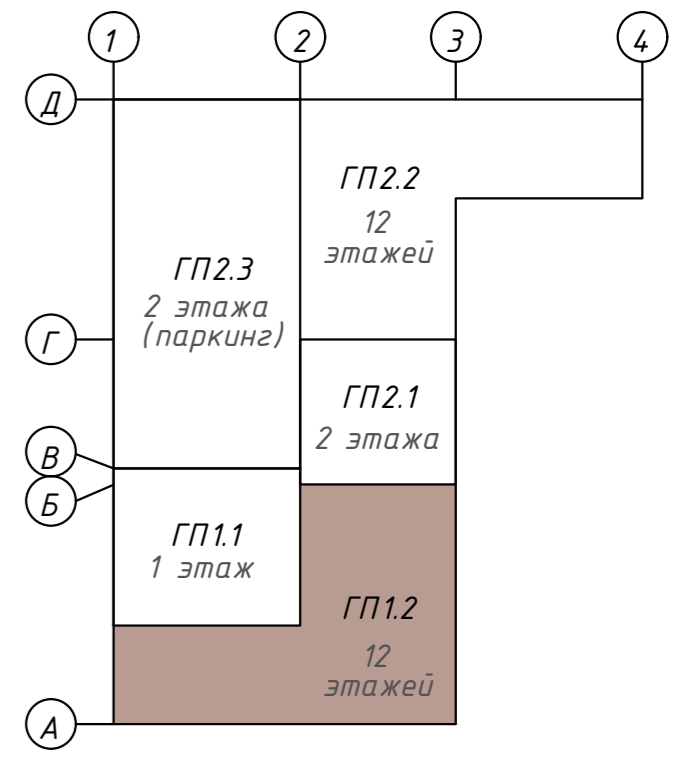 1 2 3 4
Д
ГП2.2
12
этажей
ГП2.3
2 этажа
(паркинг)
Г
ГП2.1
2 этажа
В
Б
ГП1.1
1 этаж
ГП1.2
12
этажей
А